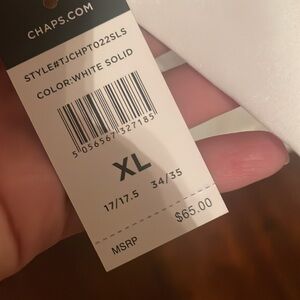 CHAPS.COM
STYLE#TJCHPT022SLS
COLOR:WHITE SOLID
5 056567 327185
XL
17/17.5 34/35
MSRP $65.00